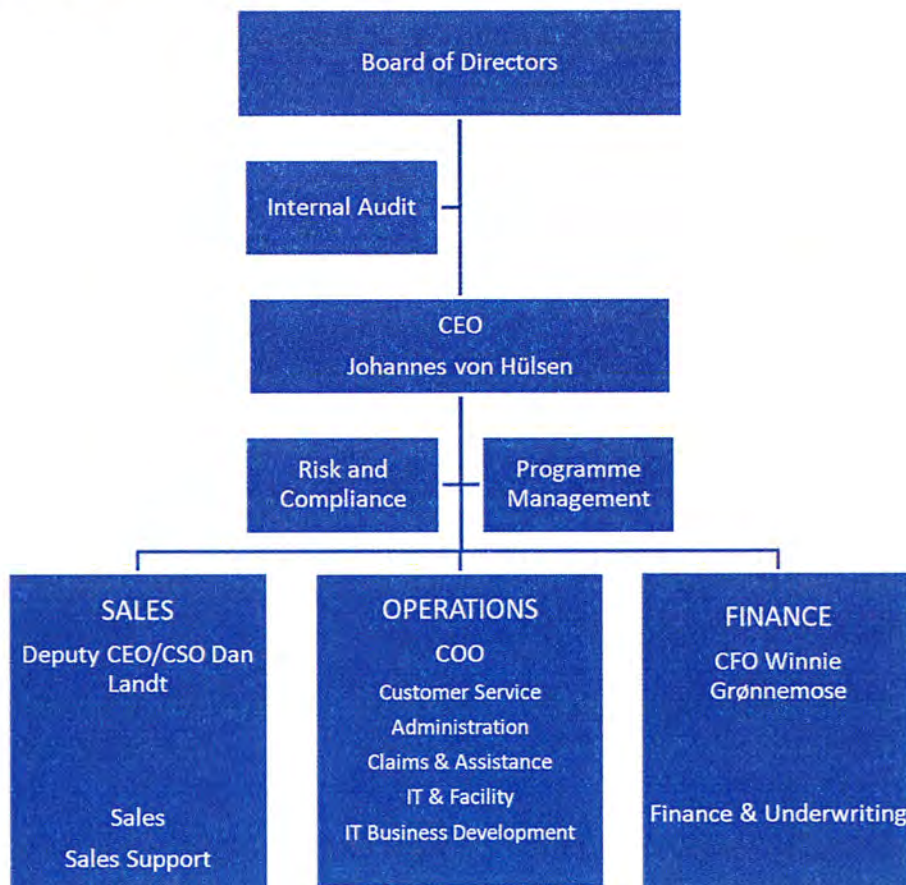 Board of Directors
Internal Audit
CEO
Johannes von Hülsen
Risk and
Compliance
Programme
Management
SALES
Deputy CEO/CSO Dan
Landt
Sales
Sales Support
OPERATIONS
COO
Customer Service
Administration
Claims & Assistance
IT & Facility
IT Business Development
FINANCE
CFO Winnie
Grønnemose
Finance & Underwriting